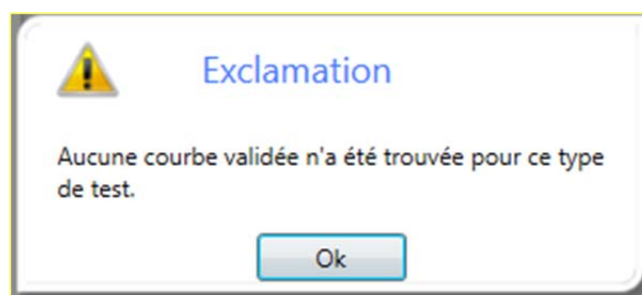 Exclamation
Aucune courbe validée n'a été trouvée pour ce type
de test.
Ok